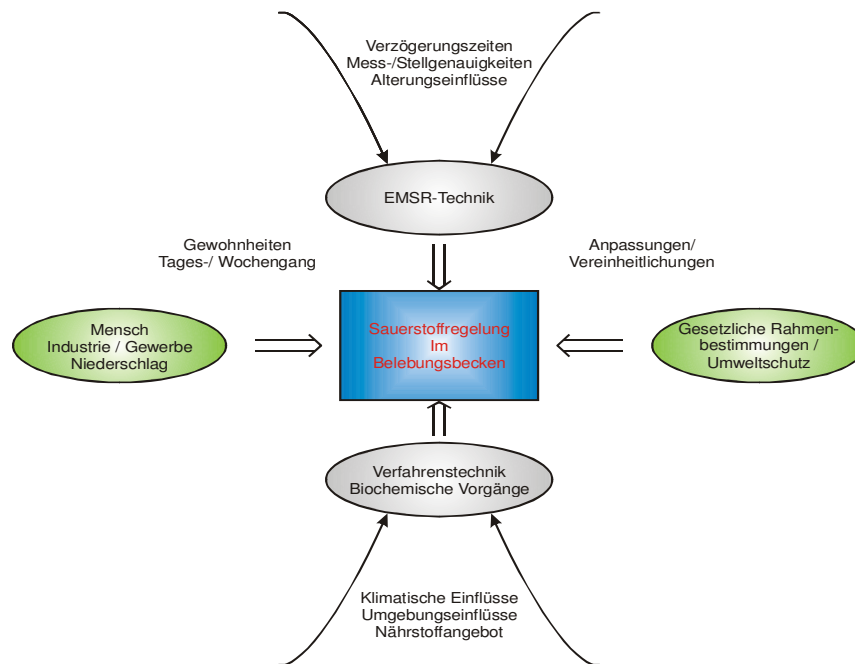 Verzögerungszeiten
Mess-/Stellgenauigkeiten
Alterungseinflüsse
EMSR-Technik
Gewohnheiten
Tages-/ Wochengang
Anpassungen/
Vereinheitlichungen
Mensch
Industrie / Gewerbe
Niederschlag
Sauerstoffregelung
Im
Belebungsbecken
Gesetzliche Rahmen-
bestimmungen /
Umweltschutz
Verfahrenstechnik
Biochemische Vorgänge
Klimatische Einflüsse
Umgebungseinflüsse
Nährstoffangebot